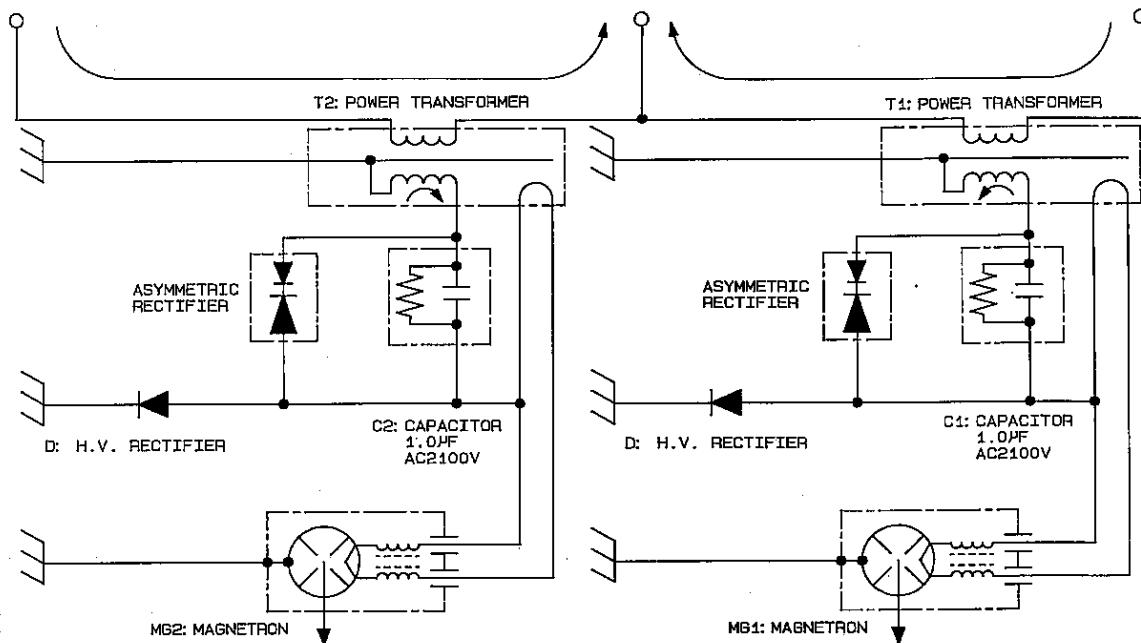 T2: POWER TRANSFORMER
T1: POWER TRANSFORMER
ASYMMETRIC
RECTIFIER
ASYMMETRIC
RECTIFIER
D: H.V. RECTIFIER
C2: CAPACITOR
1.0µF
AC2100V
D: H.V. RECTIFIER
C1: CAPACITOR
1.0µF
AC2100V
MG2: MAGNETRON
MG1: MAGNETRON